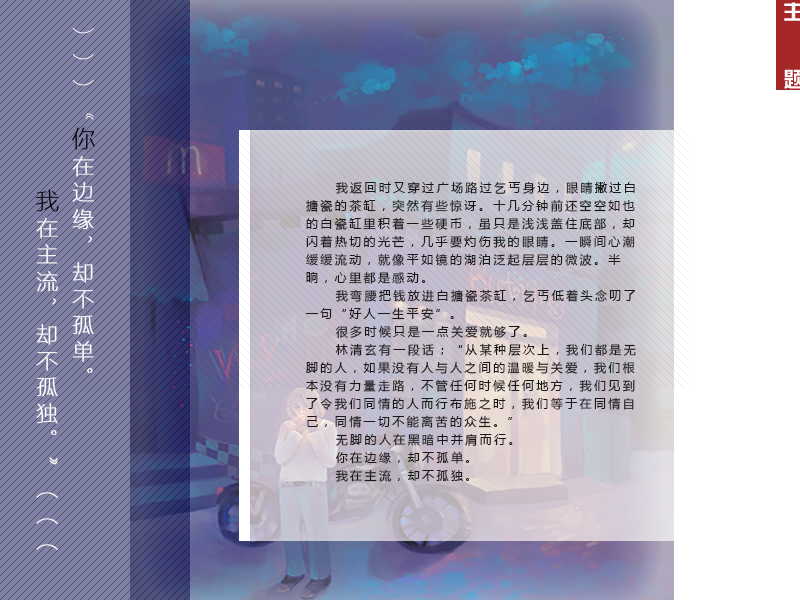 主
题
）））
《你在边缘，却不孤单。
我在主流，却不孤独。》
（（（
我返回时又穿过广场路过乞丐身边，眼睛撇过白
搪瓷的茶缸，突然有些惊讶。十几分钟前还空空如也
的白瓷缸里积着一些硬币，虽只是浅浅盖住底部，却
闪着热切的光芒，几乎要灼伤我的眼睛。一瞬间心潮
缓缓流动，就像平如镜的湖泊泛起层层的微波。半
晌，心里都是感动。
我弯腰把钱放进白搪瓷茶缸，乞丐低着头念叨了
一句“好人一生平安”。
很多时候只是一点关爱就够了。
林清玄有一段话；“从某种层次上，我们都是无
脚的人，如果没有人与人之间的温暖与关爱，我们根
本没有力量走路，不管任何时候任何地方，我们见到
了令我们同情的人而行布施之时，我们等于在同情自
己，同情一切不能离苦的众生。”
无脚的人在黑暗中并肩而行。
你在边缘，却不孤单。
我在主流，却不孤独。